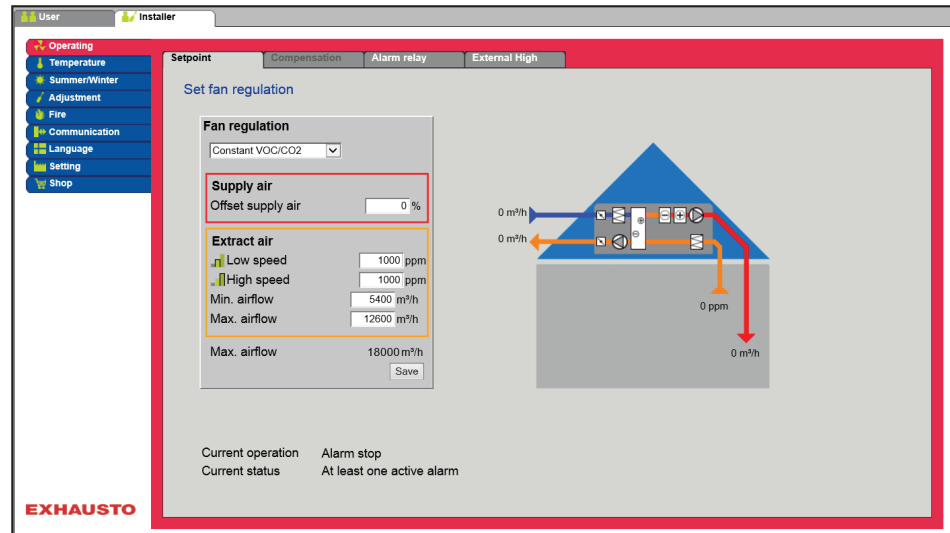 User
Installer
Operating
Temperature
Summer/Winter
Adjustment
Fire
Communication
Language
Setting
Shop
Setpoint
Compensation
Alarm relay
External High
Set fan regulation
Fan regulation
Constant VOC/CO2
Supply air
Offset supply air 0 %
Extract air
Low speed 1000 ppm
High speed 1000 ppm
Min. airflow 5400 m³/h
Max. airflow 12600 m³/h
Max. airflow 18000 m³/h
Save
0 m³/h
0 m³/h
0 ppm
0 m³/h
Current operation Alarm stop
Current status At least one active alarm
EXHAUSTO